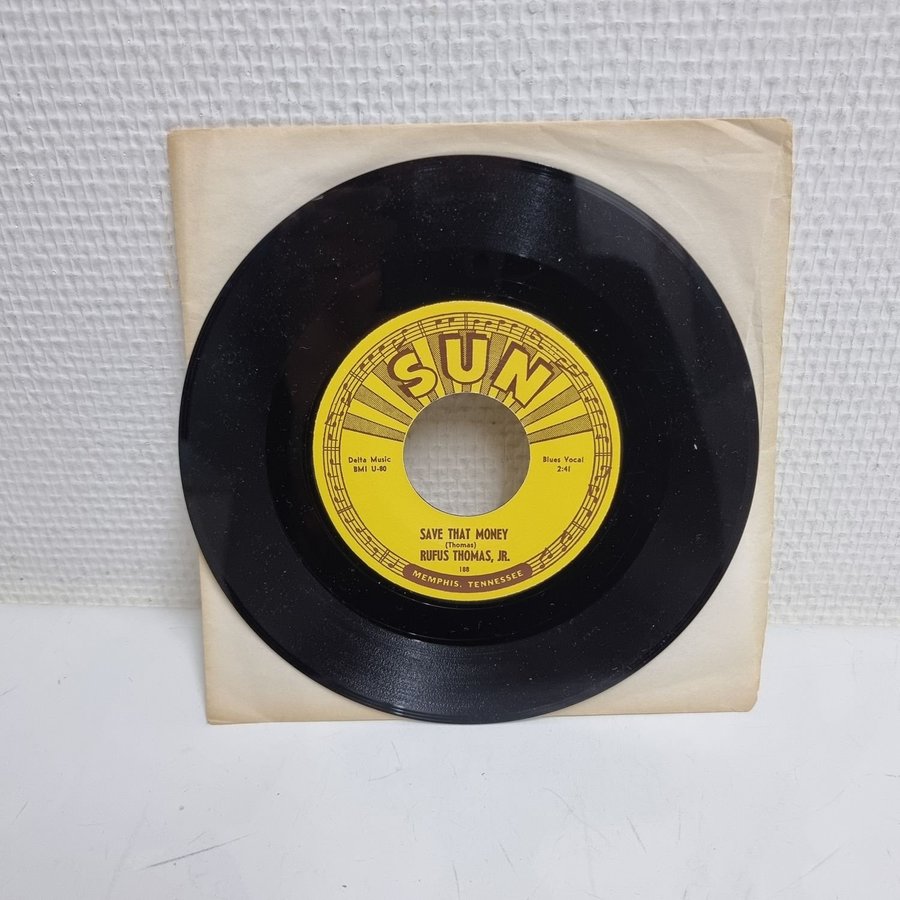 SUN
Delta Music
BMI U-80
Blues Vocal
2:41
SAVE THAT MONEY
(Thomas)
RUFUS THOMAS, JR.
188
MEMPHIS, TENNESSEE